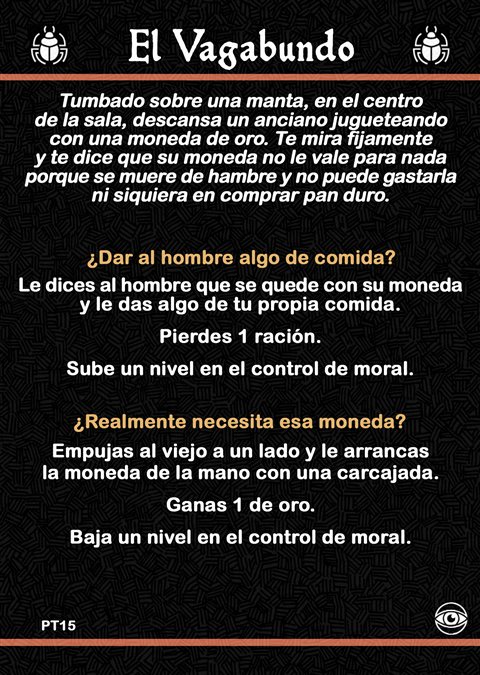 El Vagabundo
Tumbado sobre una manta, en el centro
de la sala, descansa un anciano jugueteando
con una moneda de oro. Te mira fijamente
y te dice que su moneda no le vale para nada
porque se muere de hambre y no puede gastarla
ni siquiera en comprar pan duro.
¿Dar al hombre algo de comida?
Le dices al hombre que se quede con su moneda
y le das algo de tu propia comida.
Pierdes 1 ración.
Sube un nivel en el control de moral.
¿Realmente necesita esa moneda?
Empujas al viejo a un lado y le arrancas
la moneda de la mano con una carcajada.
Ganas 1 de oro.
Baja un nivel en el control de moral.
PT15